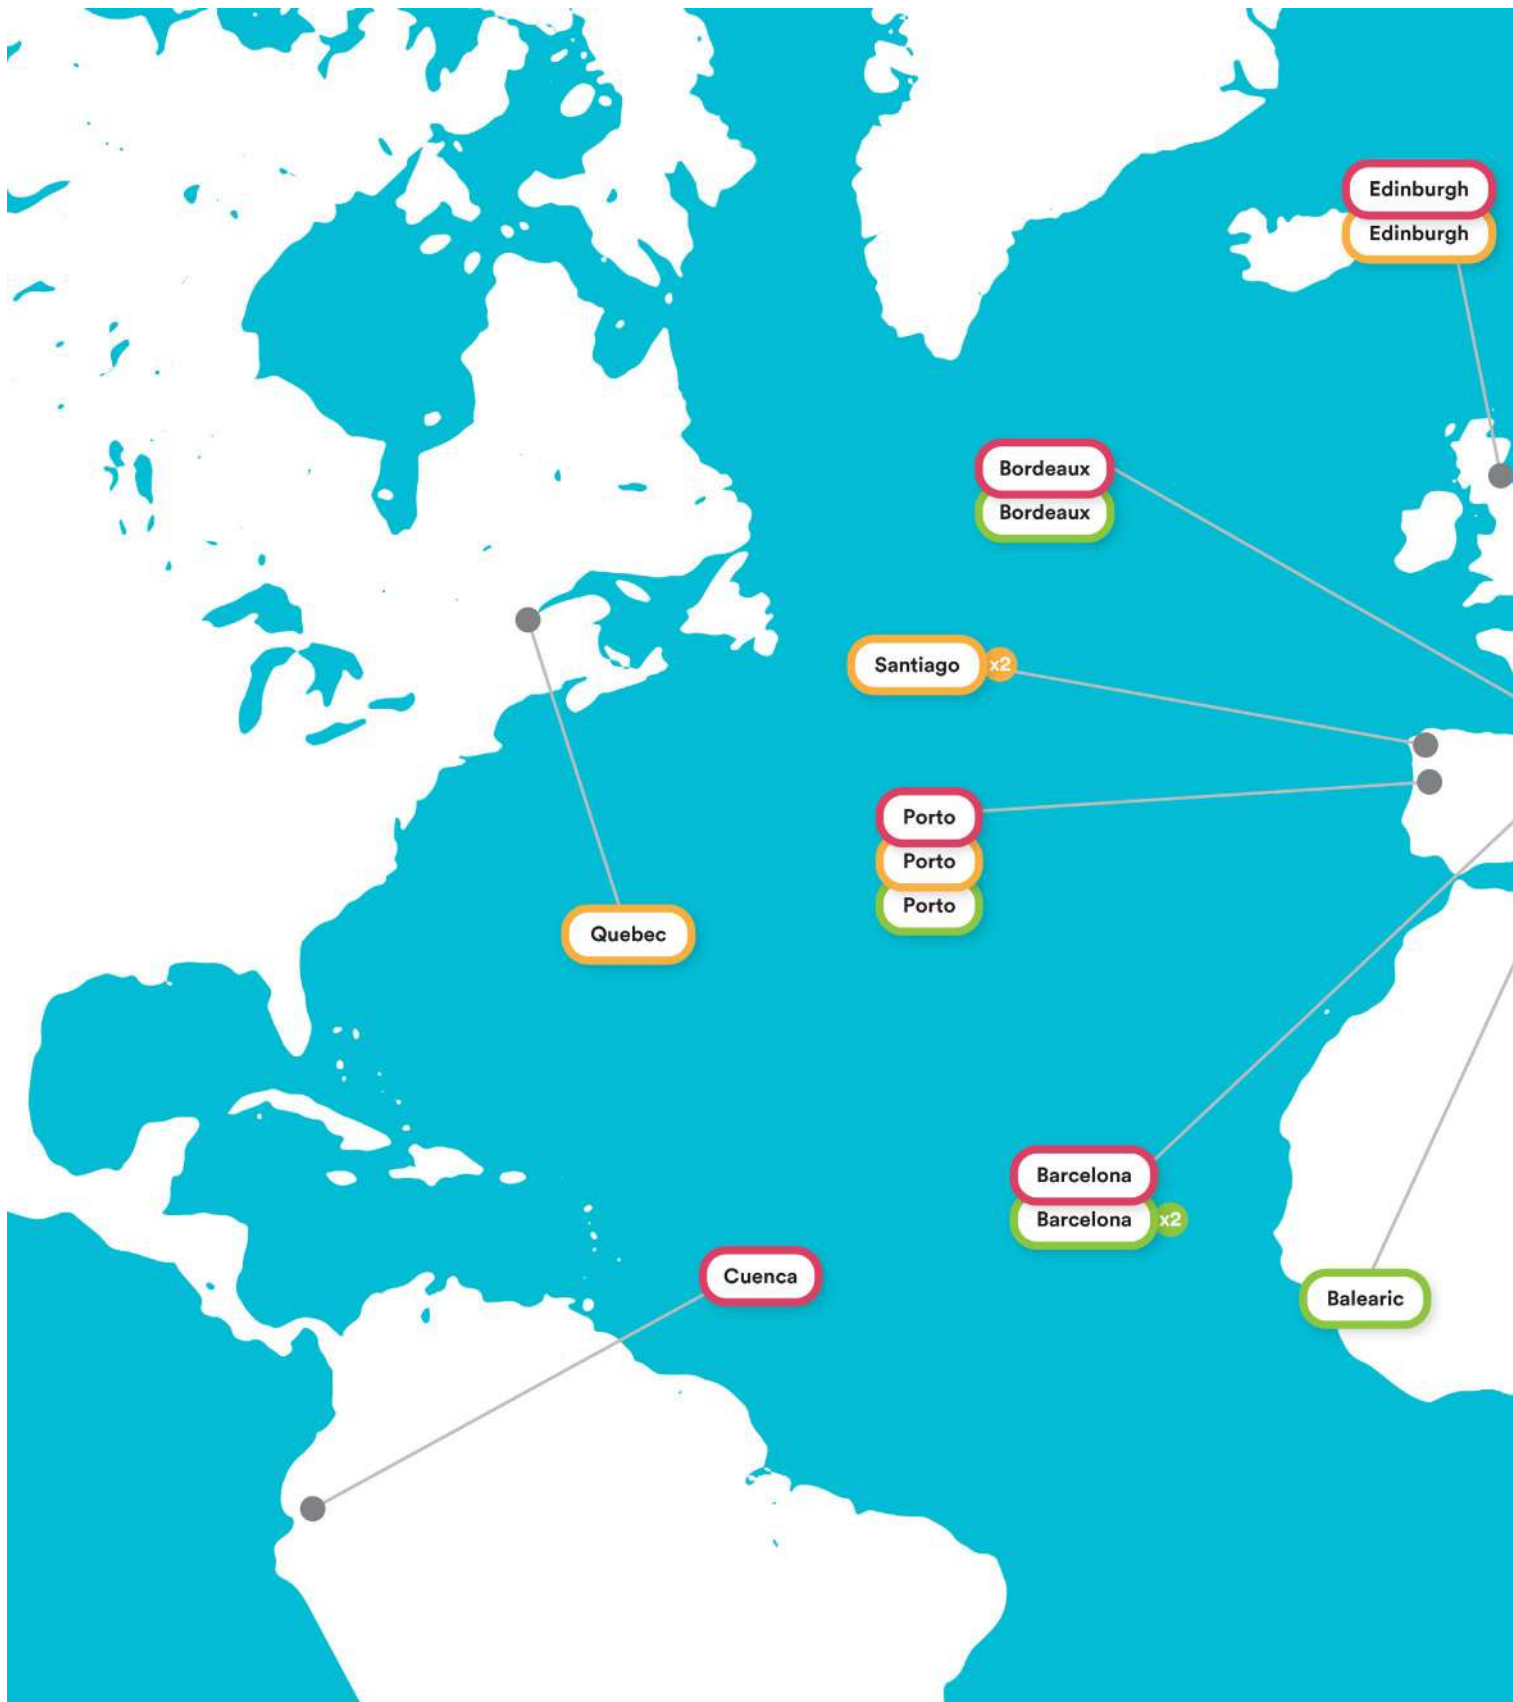 Edinburgh
Edinburgh
Bordeaux
Bordeaux
Santiago x2
Porto
Porto
Porto
Quebec
Barcelona
Barcelona x2
Cuenca
Balearic